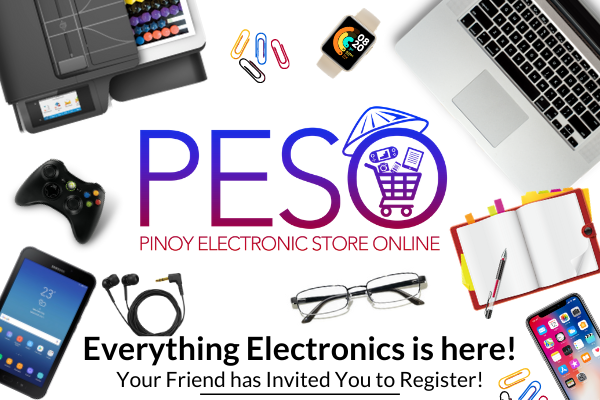 PESO
PINOY ELECTRONIC STORE ONLINE
Everything Electronics is here!
Your Friend has Invited You to Register!